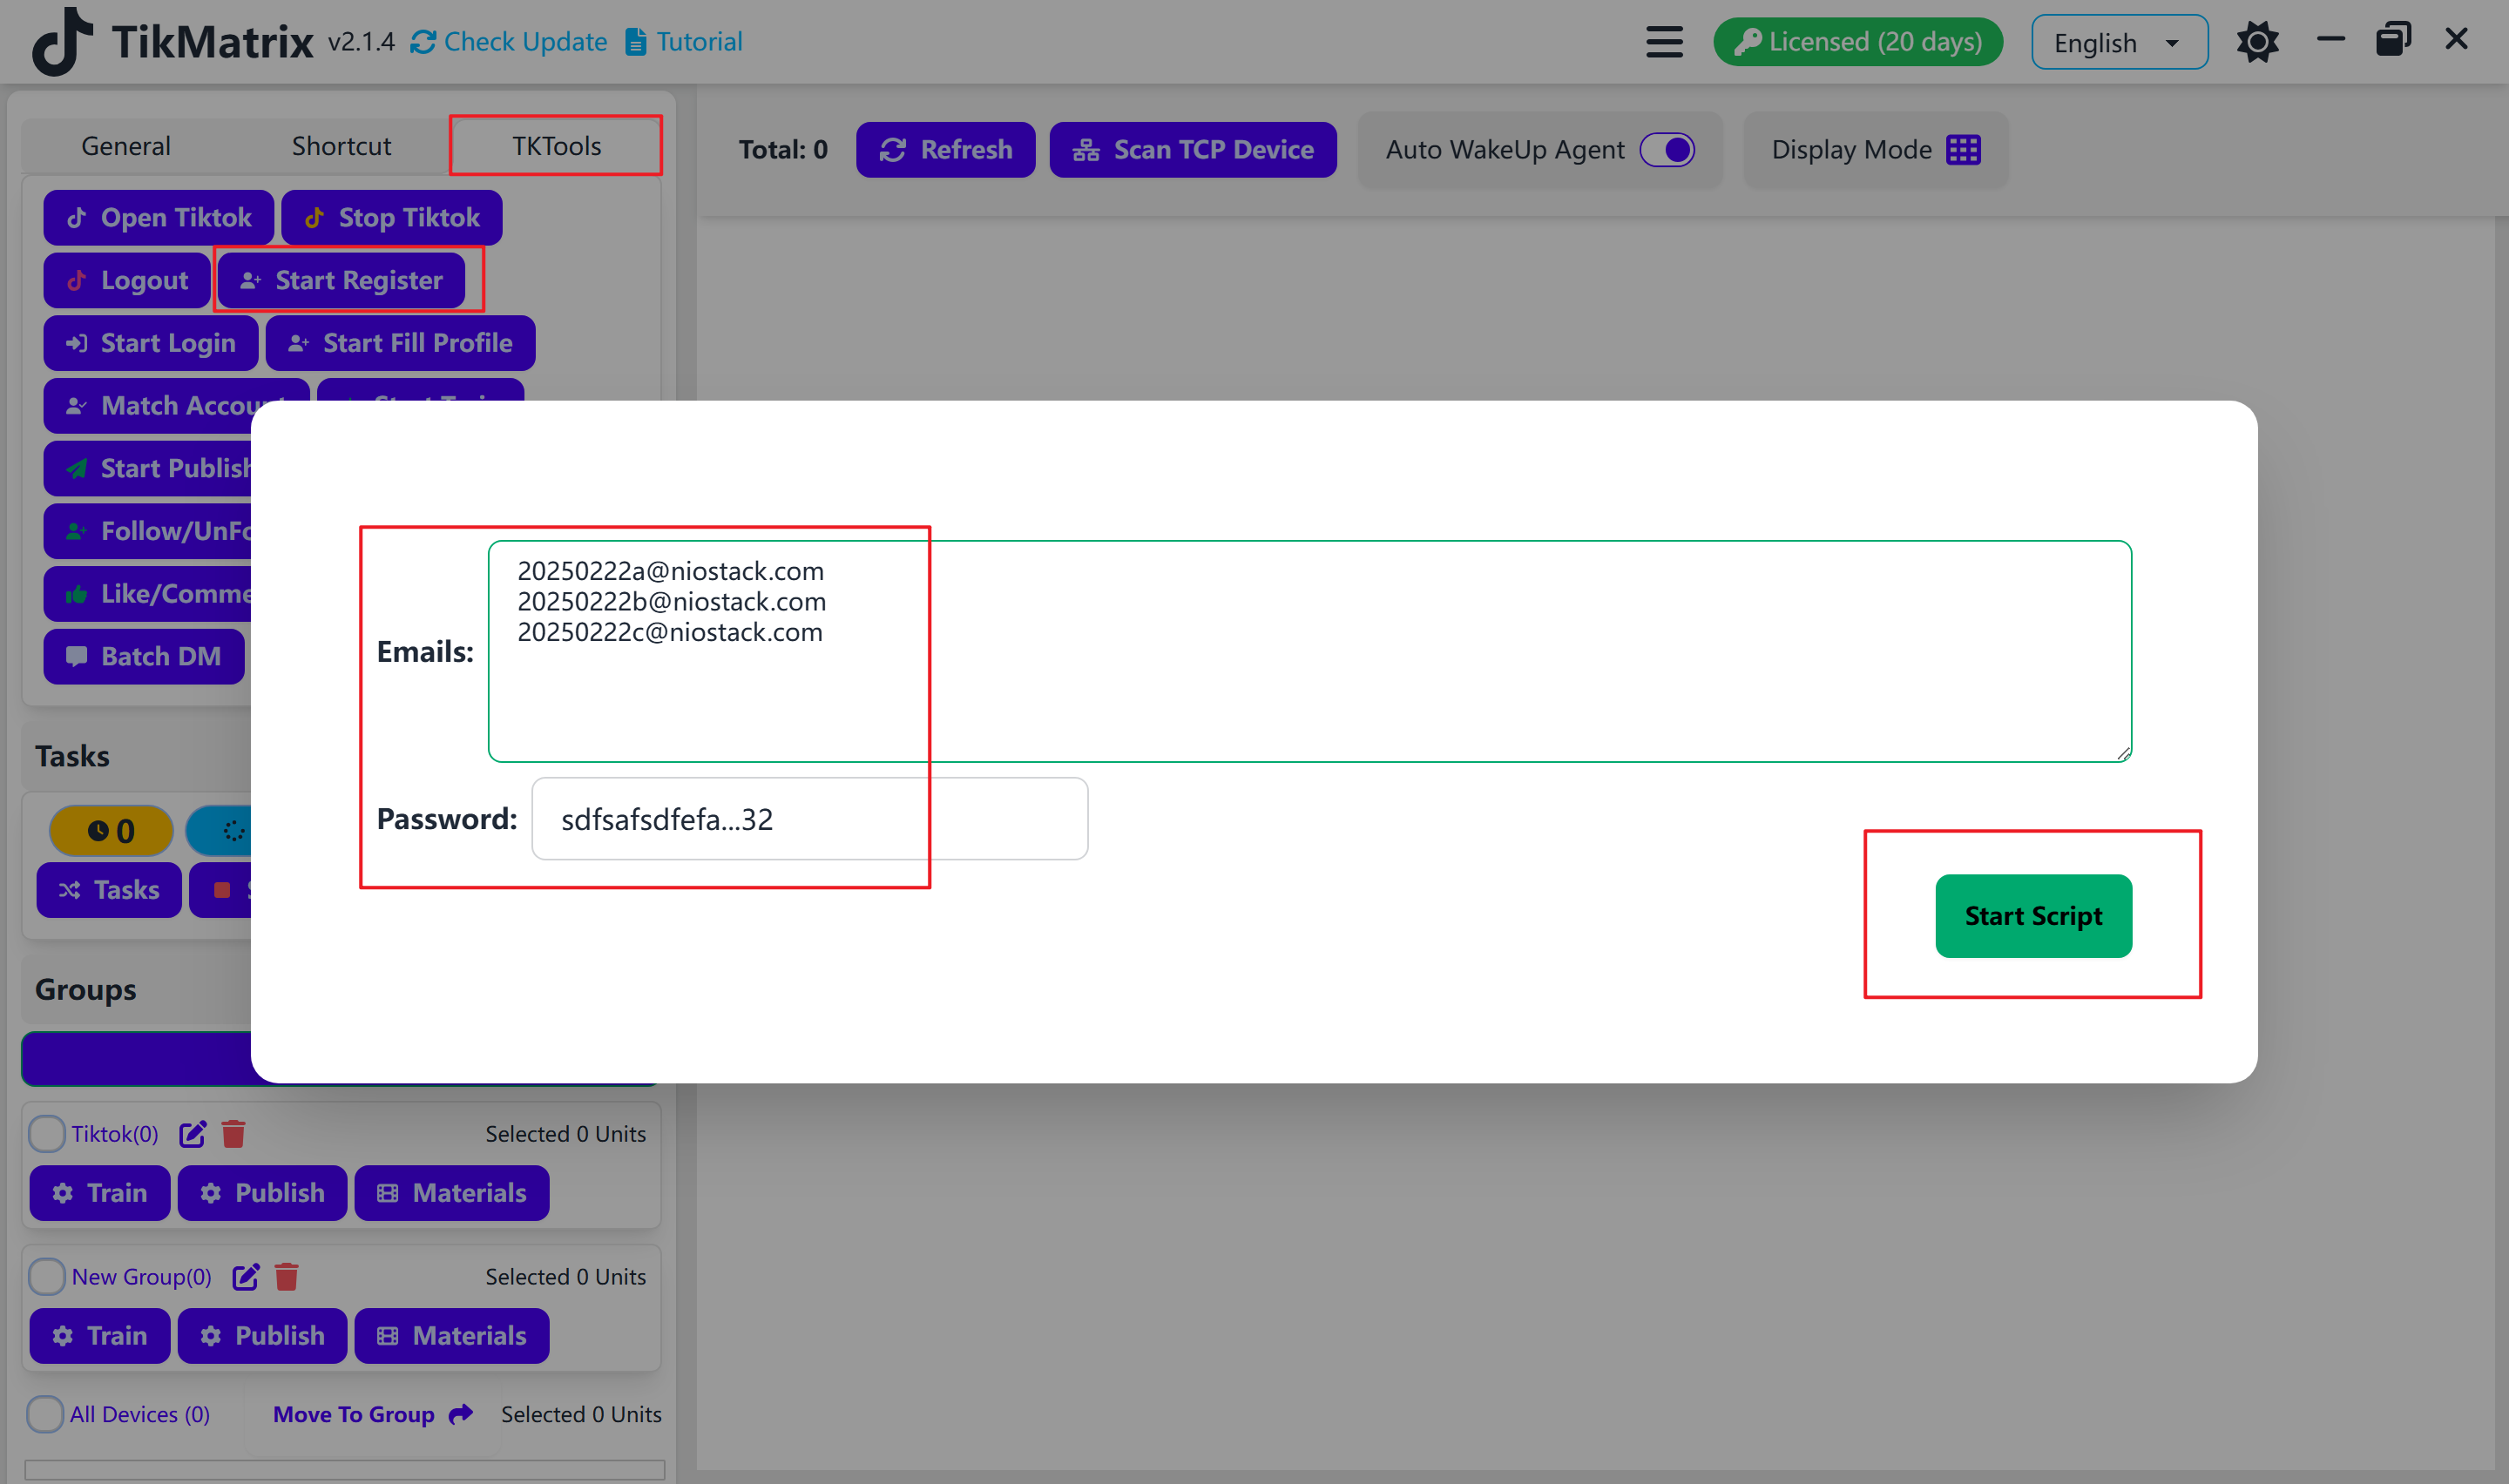 TikMatrix v2.1.4 Check Update Tutorial
Licensed (20 days) English
General Shortcut TKTools
Total: 0 Refresh Scan TCP Device Auto WakeUp Agent Display Mode
Open Tiktok Stop Tiktok
Logout Start Register
Start Login Start Fill Profile
Match Accou
Start Publish
Follow/UnFo
Like/Comme
Batch DM
Emails:
20250222a@niostack.com
20250222b@niostack.com
20250222c@niostack.com
Password: sdfsafsdfefa...32
Start Script
Tasks
0
Tasks
Groups
Tiktok(0) Selected 0 Units
Train Publish Materials
New Group(0) Selected 0 Units
Train Publish Materials
All Devices (0) Move To Group Selected 0 Units